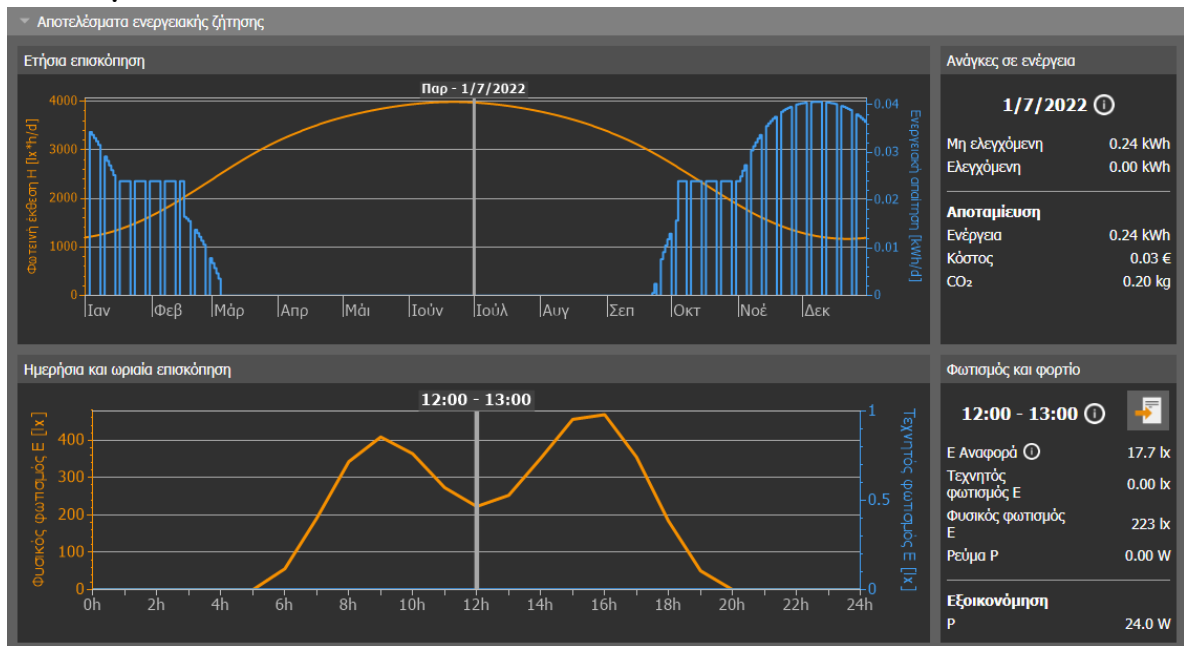 Αποτελέσματα ενεργειακής ζήτησης
Ετήσια επισκόπηση
Παρ - 1/7/2022
Φωτεινή έκθεση H [lx*h/d]
4000
3000
2000
1000
0
0.04
0.03
0.02
0.01
0
Ενεργειακή απαίτηση [kWh/d]
Ιαν Φεβ Μάρ Απρ Μάι Ιούν Ιούλ Αυγ Σεπ Οκτ Νοέ Δεκ
Ανάγκες σε ενέργεια
1/7/2022
Μη ελεγχόμενη 0.24 kWh
Ελεγχόμενη 0.00 kWh
Αποταμίευση
Ενέργεια 0.24 kWh
Κόστος 0.03 €
CO₂ 0.20 kg
Ημερήσια και ωριαία επισκόπηση
12:00 - 13:00
Φυσικός φωτισμός E [lx]
400
300
200
100
0
1
0.5
0
Τεχνητός φωτισμός E [lx]
0h 2h 4h 6h 8h 10h 12h 14h 16h 18h 20h 22h 24h
Φωτισμός και φορτίο
12:00 - 13:00
E Αναφορά 17.7 lx
Τεχνητός
φωτισμός E 0.00 lx
Φυσικός φωτισμός
E 223 lx
Ρεύμα P 0.00 W
Εξοικονόμηση
P 24.0 W